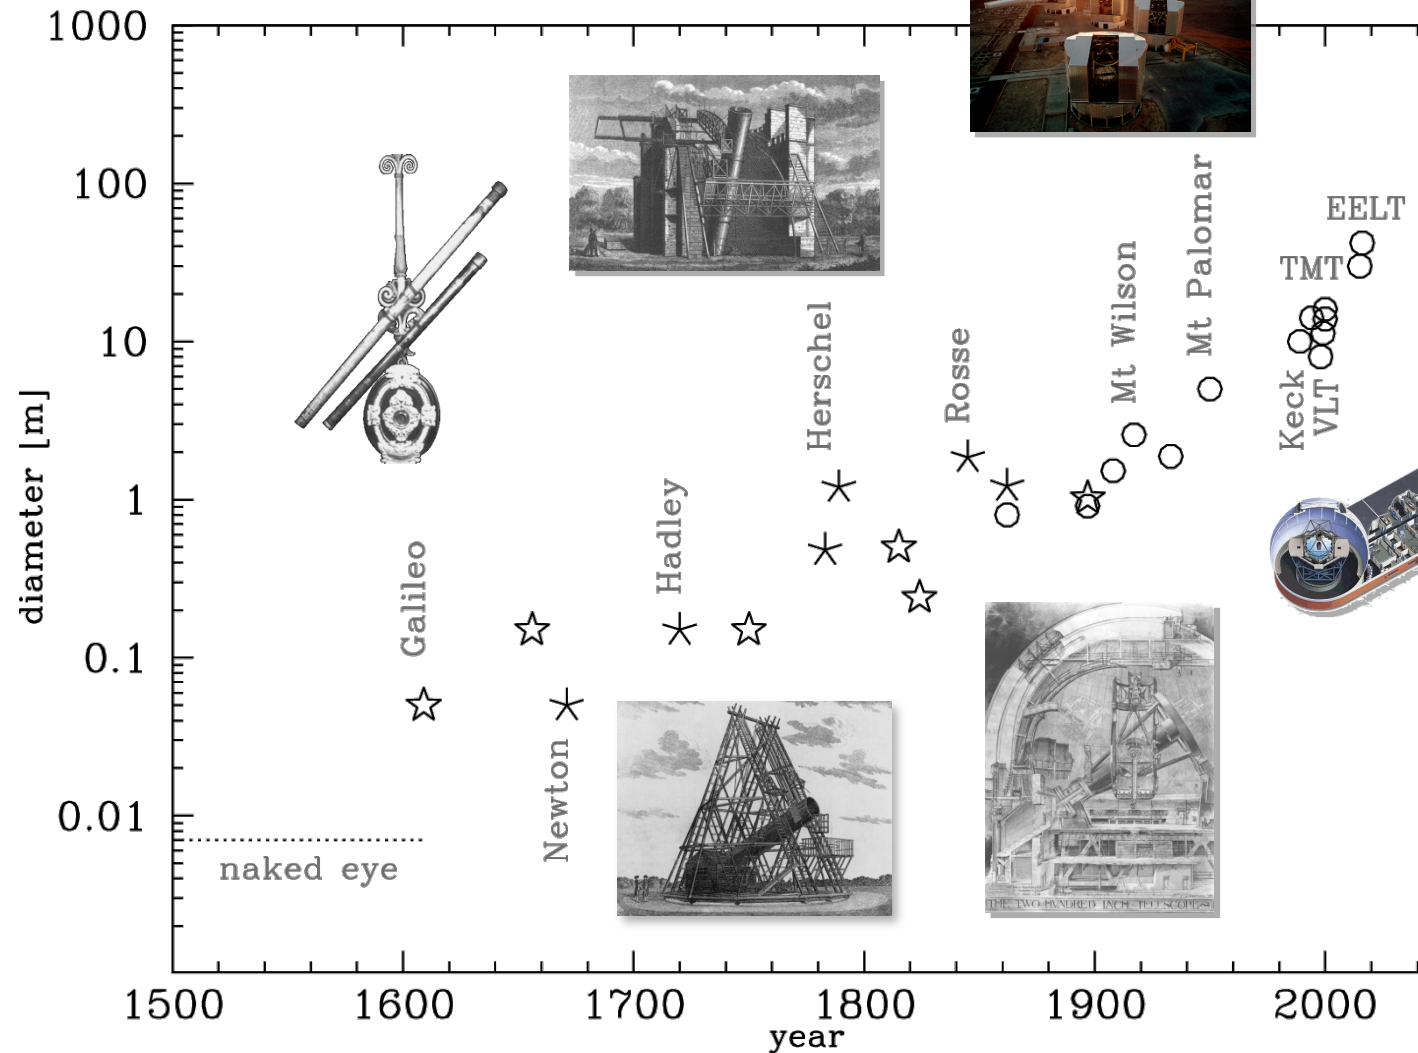 1000
100
10
1
0.1
0.01
diameter [m]
naked eye
Galileo
Newton
Hadley
Herschel
Rosse
Mt Wilson
Mt Palomar
EELT
TMT
Keck
VLT
THE TWO HUNDRED INCH TELESCOPE
1500
1600
1700
1800
1900
2000
year